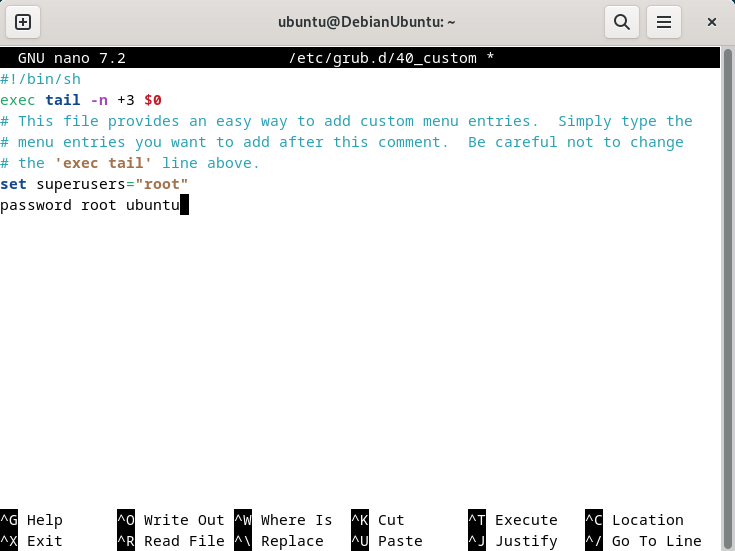 ubuntu@DebianUbuntu: ~
GNU nano 7.2 /etc/grub.d/40_custom *
#!/bin/sh
exec tail -n +3 $0
# This file provides an easy way to add custom menu entries.  Simply type the
# menu entries you want to add after this comment.  Be careful not to change
# the 'exec tail' line above.
set superusers="root"
password root ubuntu
^G Help ^O Write Out ^W Where Is ^K Cut ^T Execute ^C Location
^X Exit ^R Read File ^\ Replace ^U Paste ^J Justify ^/ Go To Line